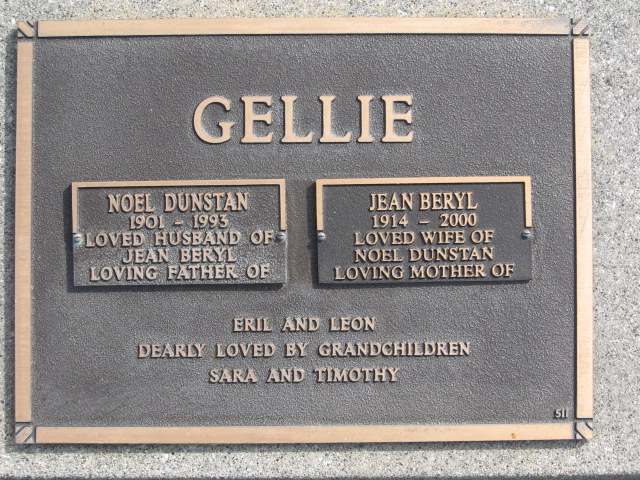 GELLIE
NOEL DUNSTAN
1901 - 1993
LOVED HUSBAND OF
JEAN BERYL
LOVING FATHER OF
JEAN BERYL
1914 - 2000
LOVED WIFE OF
NOEL DUNSTAN
LOVING MOTHER OF
ERIL AND LEON
DEARLY LOVED BY GRANDCHILDREN
SARA AND TIMOTHY
511